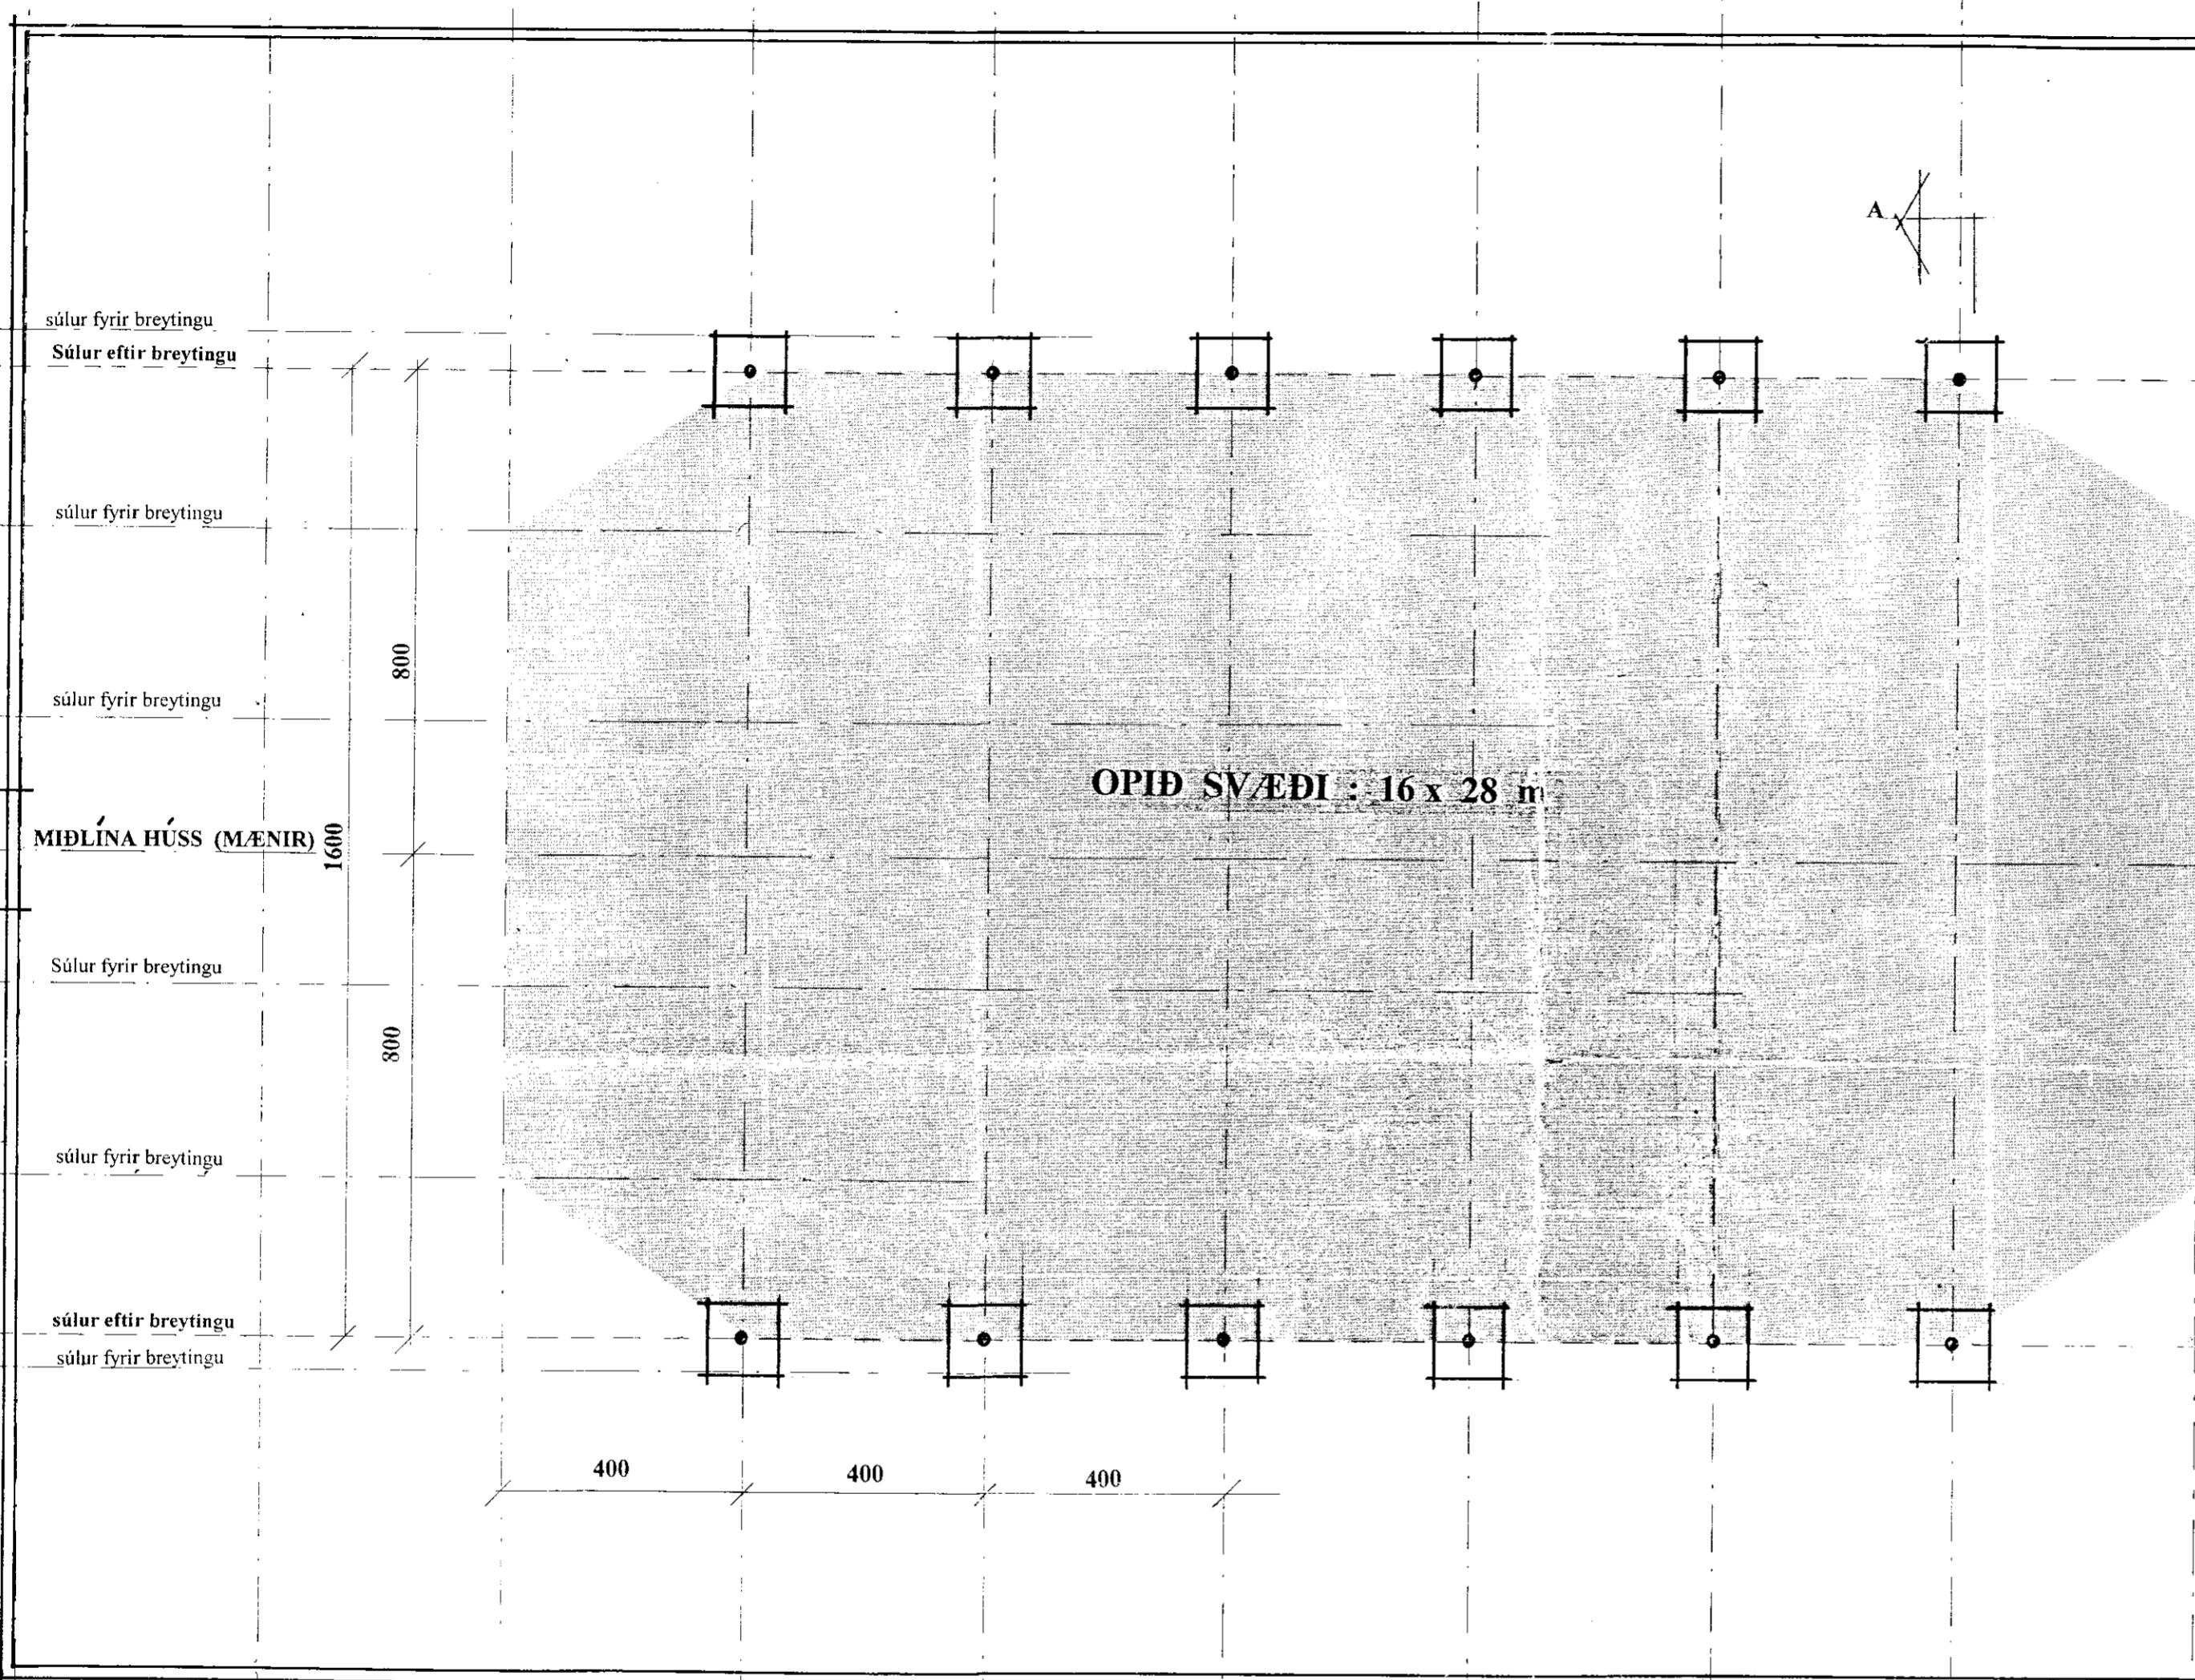 A
súlur fyrir breytingu
Súlur eftir breytingu
súlur fyrir breytingu
800
súlur fyrir breytingu
OPIÐ SVÆÐI : 16 x 28 m
MIÐLÍNA HÚSS (MÆNIR)
1600
Súlur fyrir breytingu
800
súlur fyrir breytingu
súlur eftir breytingu
súlur fyrir breytingu
400
400
400